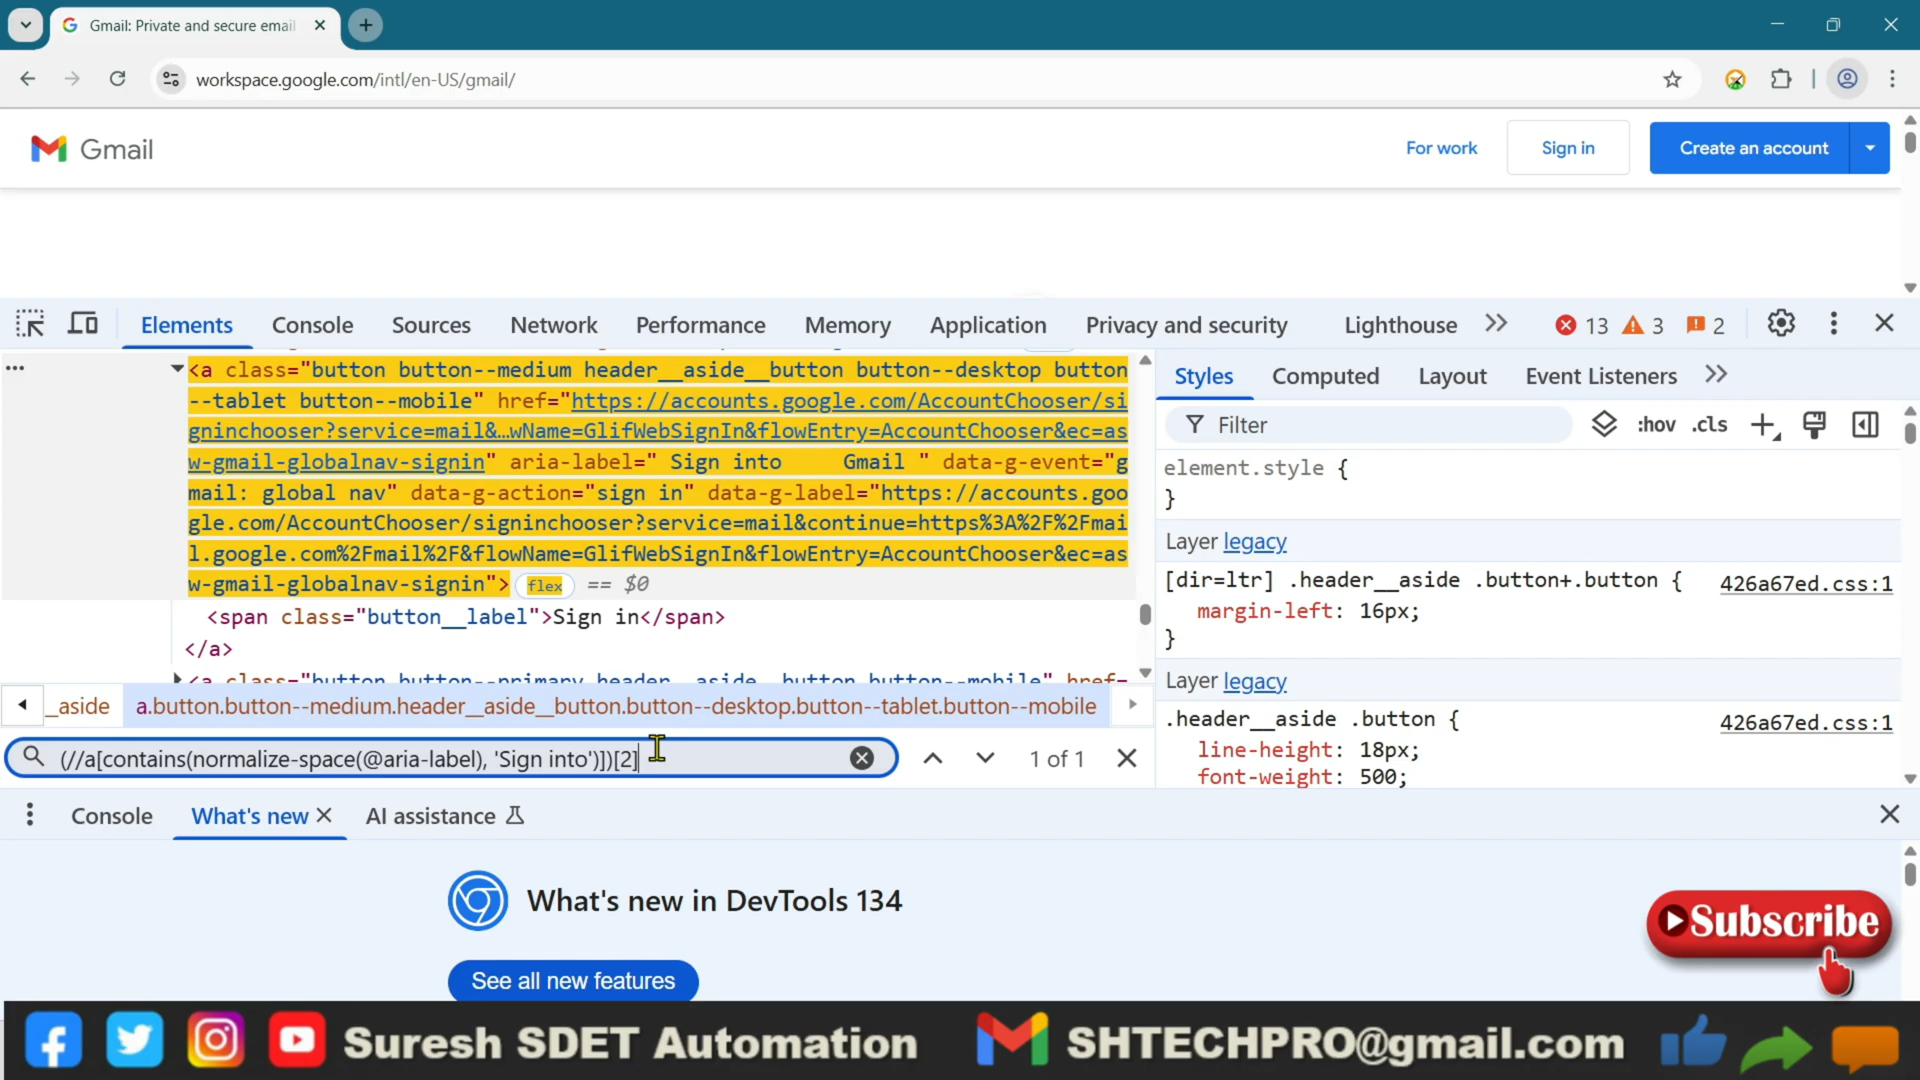 Gmail: Private and secure email
workspace.google.com/intl/en-US/gmail/
Gmail
For work
Sign in
Create an account
Elements
Console
Sources
Network
Performance
Memory
Application
Privacy and security
Lighthouse
13
3
2
<a class="button button--medium header__aside__button button--desktop button
--tablet button--mobile" href="https://accounts.google.com/AccountChooser/si
gninchooser?service=mail&…wName=GlifWebSignIn&flowEntry=AccountChooser&ec=as
w-gmail-globalnav-signin" aria-label=" Sign into     Gmail " data-g-event="g
mail: global nav" data-g-action="sign in" data-g-label="https://accounts.goo
gle.com/AccountChooser/signinchooser?service=mail&continue=https%3A%2F%2Fmai
l.google.com%2Fmail%2F&flowName=GlifWebSignIn&flowEntry=AccountChooser&ec=as
w-gmail-globalnav-signin"> flex == $0
<span class="button__label">Sign in</span>
</a>
<a class="button button--primary header__aside__button button--mobile" href=
__aside
a.button.button--medium.header__aside__button.button--desktop.button--tablet.button--mobile
(//a[contains(normalize-space(@aria-label), 'Sign into')])[2]
1 of 1
Styles
Computed
Layout
Event Listeners
Filter
:hov
.cls
element.style {
}
Layer legacy
[dir=ltr] .header__aside .button+.button {
426a67ed.css:1
margin-left: 16px;
}
Layer legacy
.header__aside .button {
426a67ed.css:1
line-height: 18px;
font-weight: 500;
Console
What's new
AI assistance
What's new in DevTools 134
See all new features
Subscribe
Suresh SDET Automation
SHTECHPRO@gmail.com